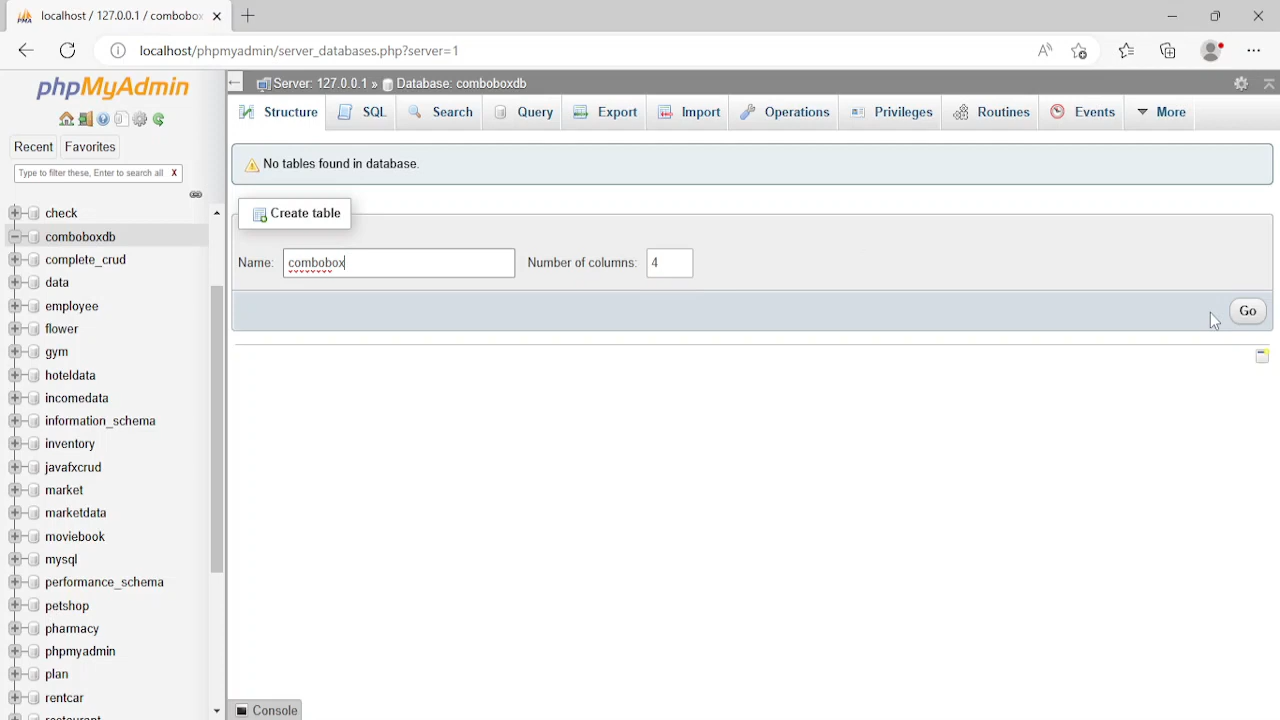 localhost / 127.0.0.1 / combobox
localhost/phpmyadmin/server_databases.php?server=1
phpMyAdmin
Recent Favorites
Type to filter these, Enter to search all X
check
comboboxdb
complete_crud
data
employee
flower
gym
hoteldata
incomedata
information_schema
inventory
javafxcrud
market
marketdata
moviebook
mysql
performance_schema
petshop
pharmacy
phpmyadmin
plan
rentcar
restaurant
Server: 127.0.0.1 » Database: comboboxdb
Structure SQL Search Query Export Import Operations Privileges Routines Events More
No tables found in database.
Create table
Name: combobox Number of columns: 4
Go
Console